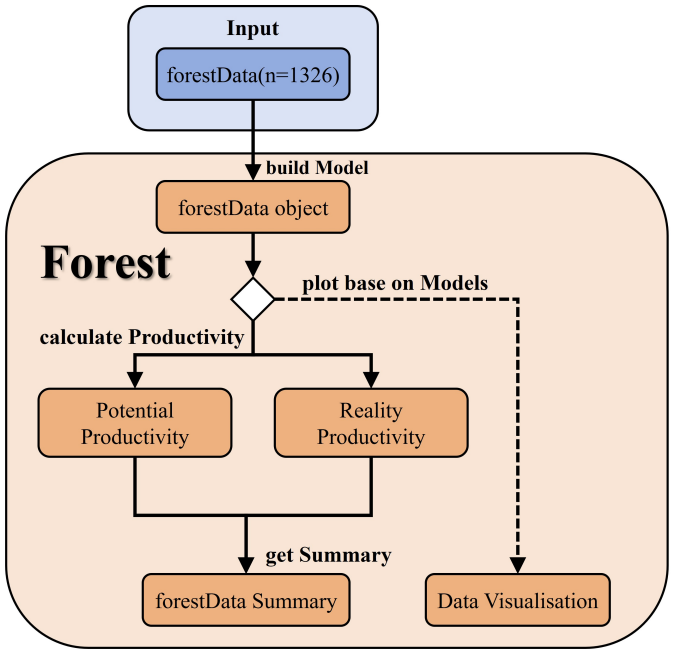 Input
forestData(n=1326)
build Model
forestData object
Forest
plot base on Models
calculate Productivity
Potential
Productivity
Reality
Productivity
get Summary
forestData Summary
Data Visualisation